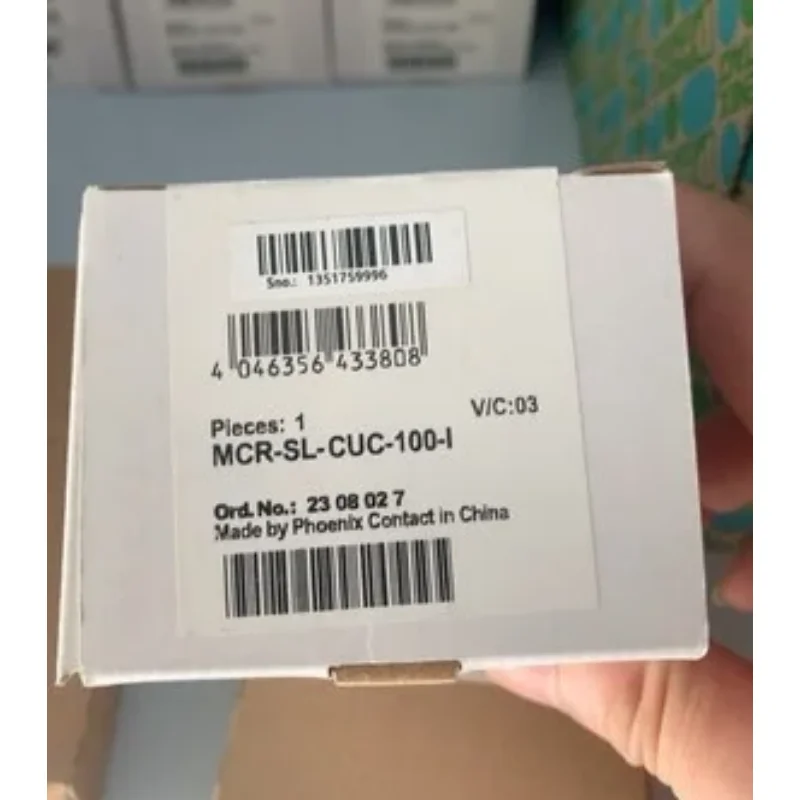 Sno.: 1351759996
4 046356 433808
V/C:03
Pieces: 1
MCR-SL-CUC-100-I
Ord. No.: 23 08 02 7
Made by Phoenix Contact in China